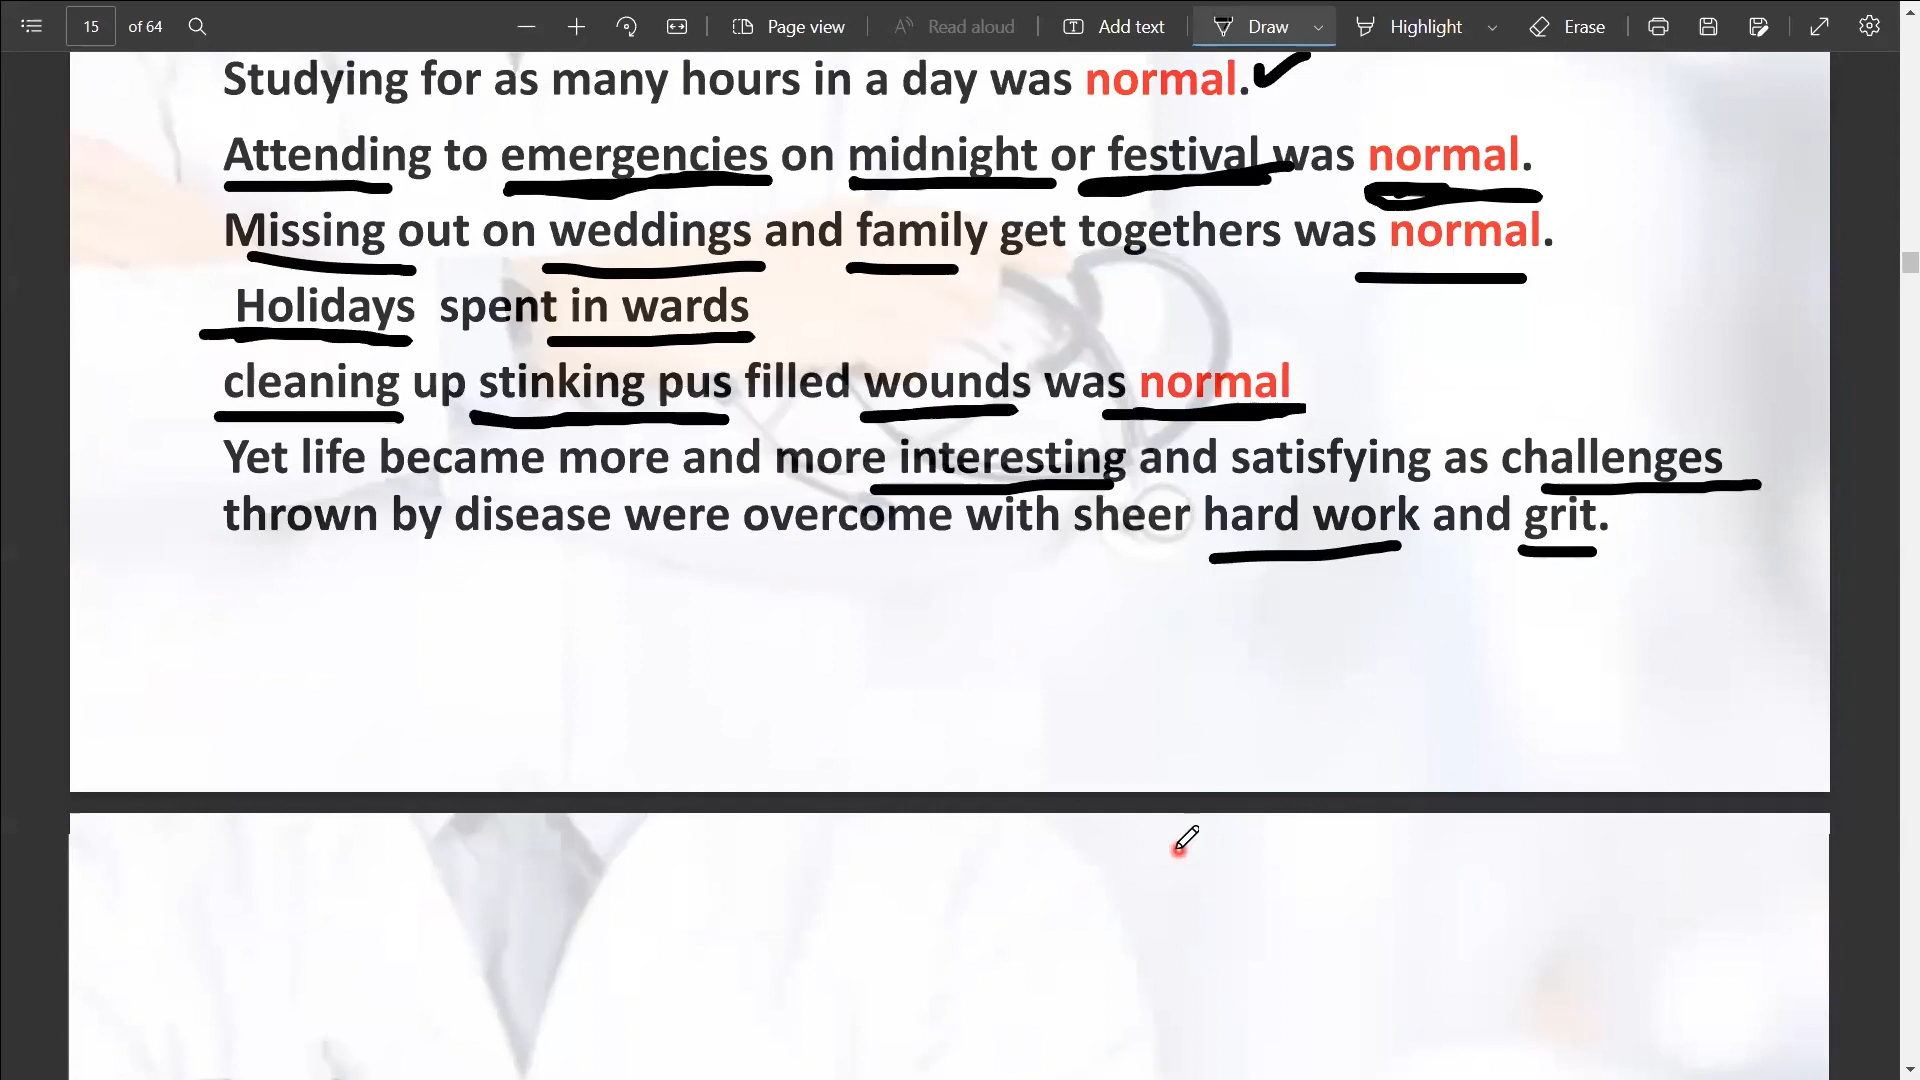 15 of 64 Page view Read aloud Add text Draw Highlight Erase
Studying for as many hours in a day was normal.
Attending to emergencies on midnight or festival was normal.
Missing out on weddings and family get togethers was normal.
Holidays spent in wards
cleaning up stinking pus filled wounds was normal
Yet life became more and more interesting and satisfying as challenges
thrown by disease were overcome with sheer hard work and grit.